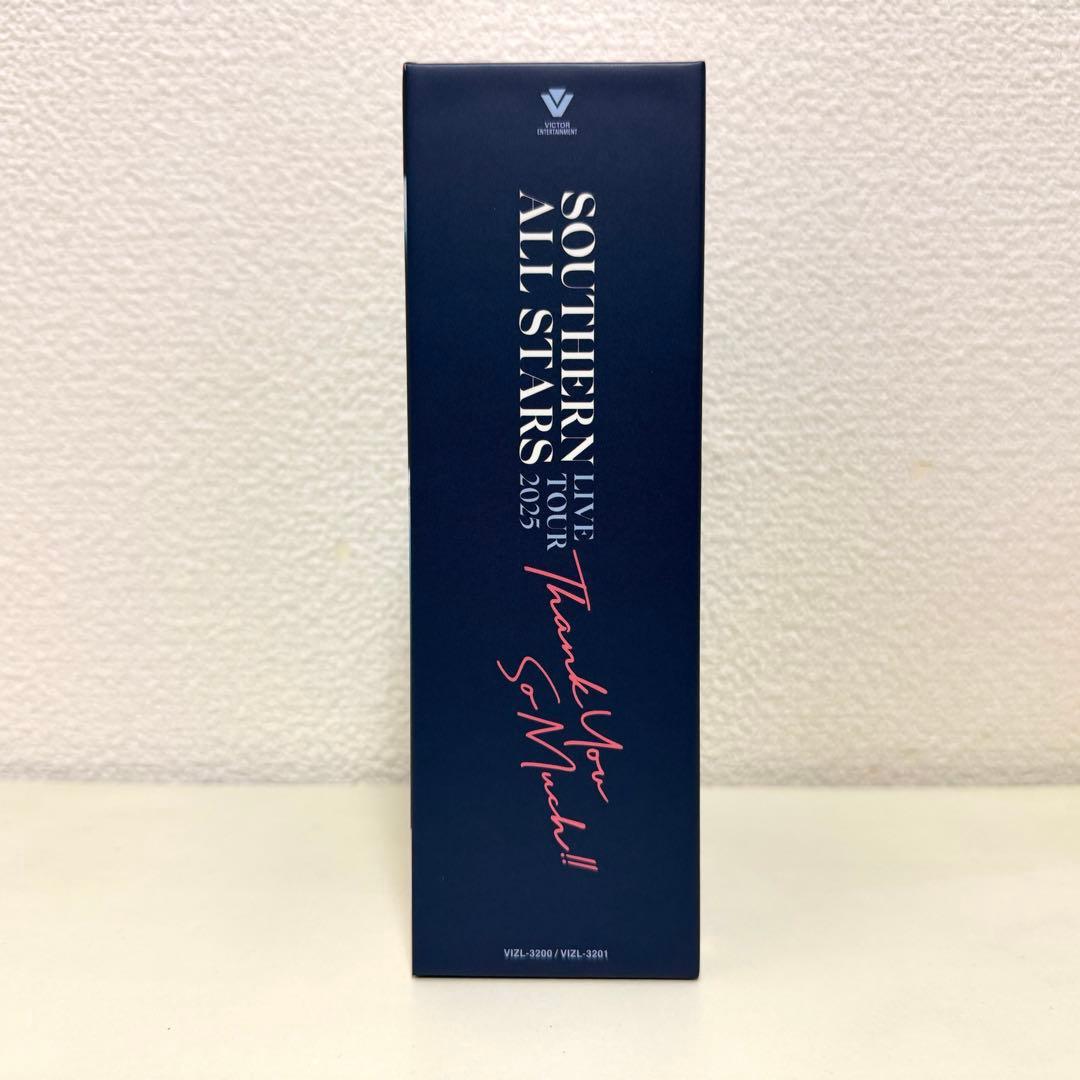 VICTOR
ENTERTAINMENT
SOUTHERN
ALL STARS
LIVE
TOUR
2025
Thank You
So Much!!
VIZL-3200 / VIZL-3201